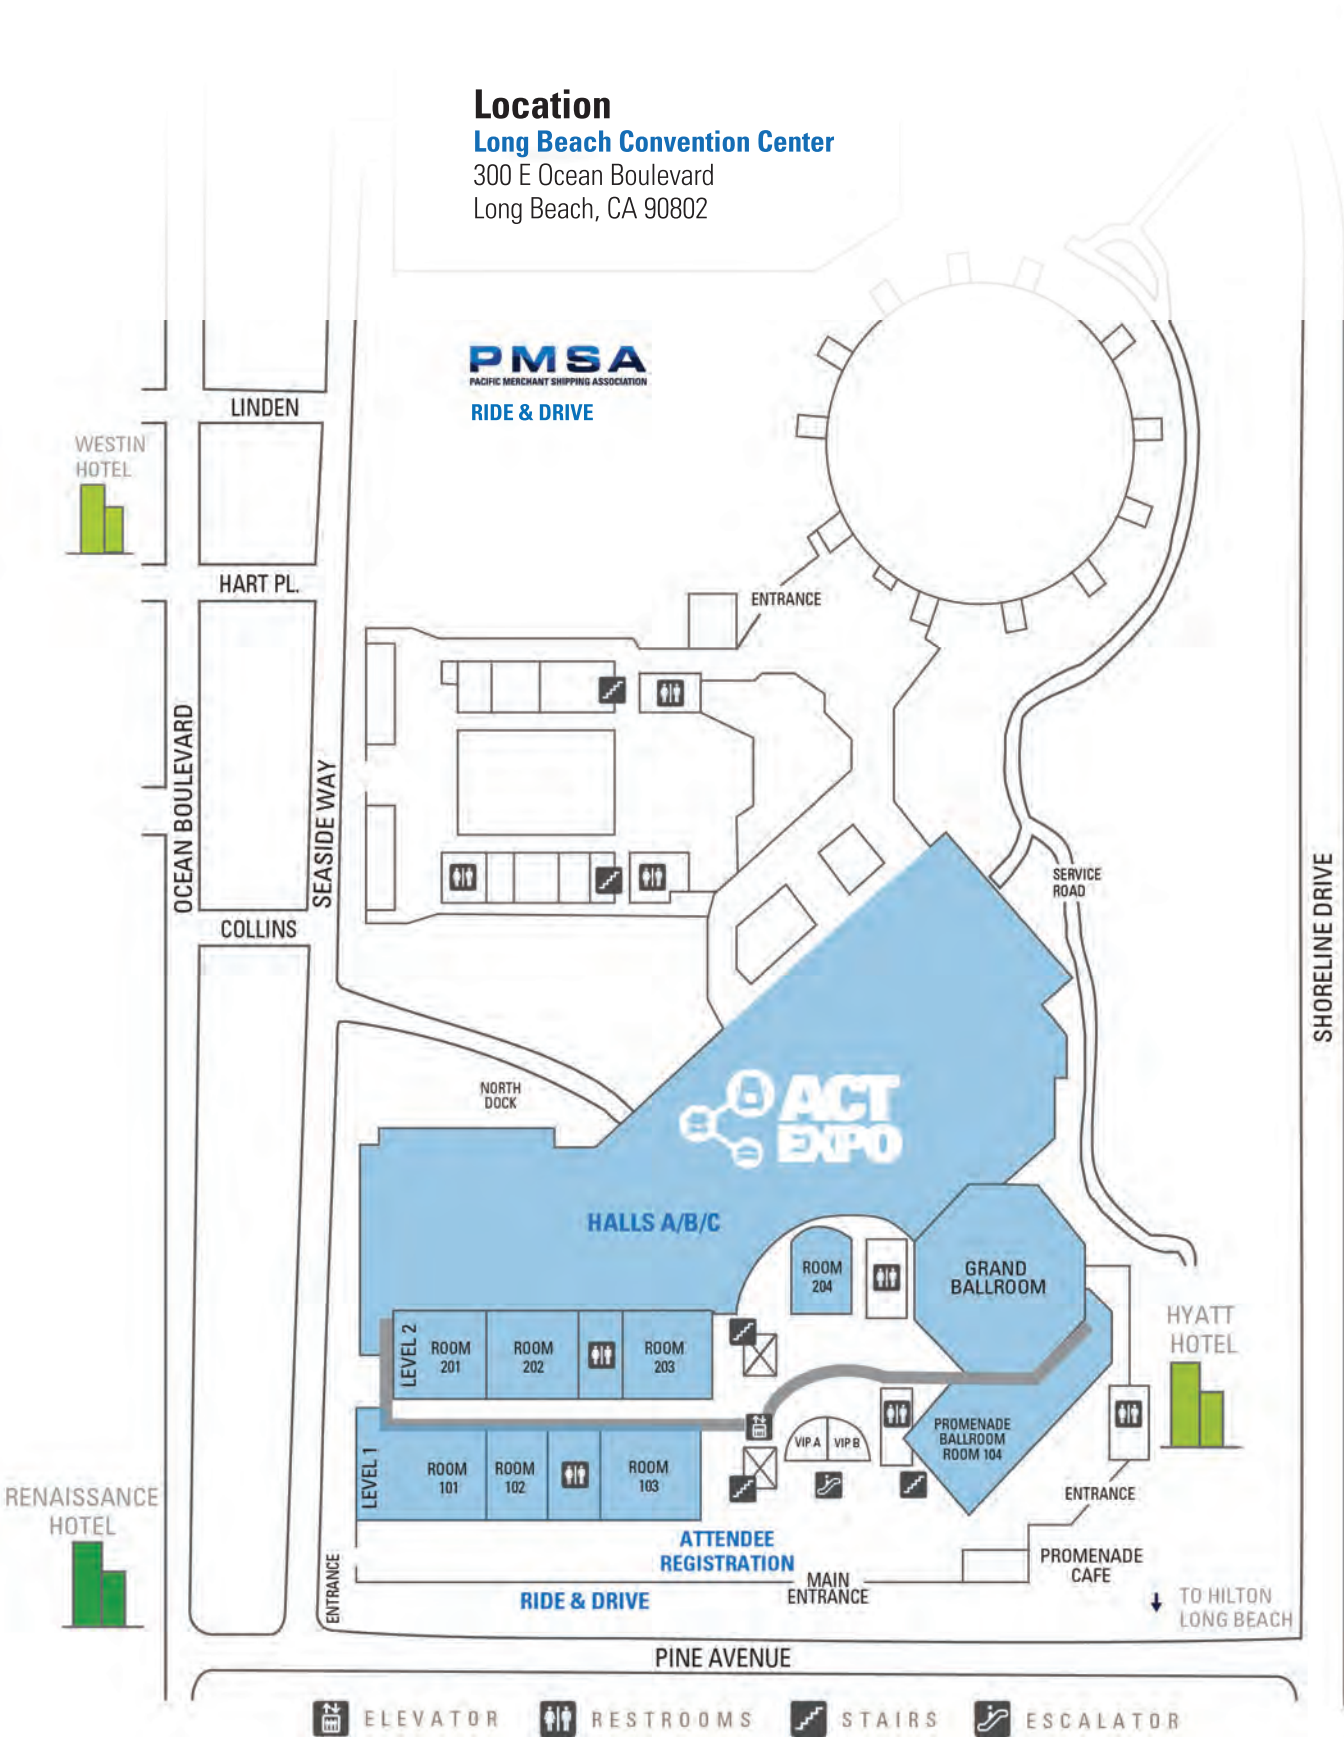 Location
Long Beach Convention Center
300 E Ocean Boulevard
Long Beach, CA 90802
PMSA
PACIFIC MERCHANT SHIPPING ASSOCIATION
RIDE & DRIVE
LINDEN
WESTIN
HOTEL
HART PL.
ENTRANCE
OCEAN BOULEVARD
SEASIDE WAY
COLLINS
SERVICE
ROAD
SHORELINE DRIVE
NORTH
DOCK
ACT
EXPO
HALLS A/B/C
ROOM
204
GRAND
BALLROOM
HYATT
HOTEL
LEVEL 2
ROOM
201
ROOM
202
ROOM
203
LEVEL 1
ROOM
101
ROOM
102
ROOM
103
VIP A
VIP B
PROMENADE
BALLROOM
ROOM 104
RENAISSANCE
HOTEL
ENTRANCE
ATTENDEE
REGISTRATION
RIDE & DRIVE
MAIN
ENTRANCE
PROMENADE
CAFE
ENTRANCE
TO HILTON
LONG BEACH
PINE AVENUE
ELEVATOR
RESTROOMS
STAIRS
ESCALATOR